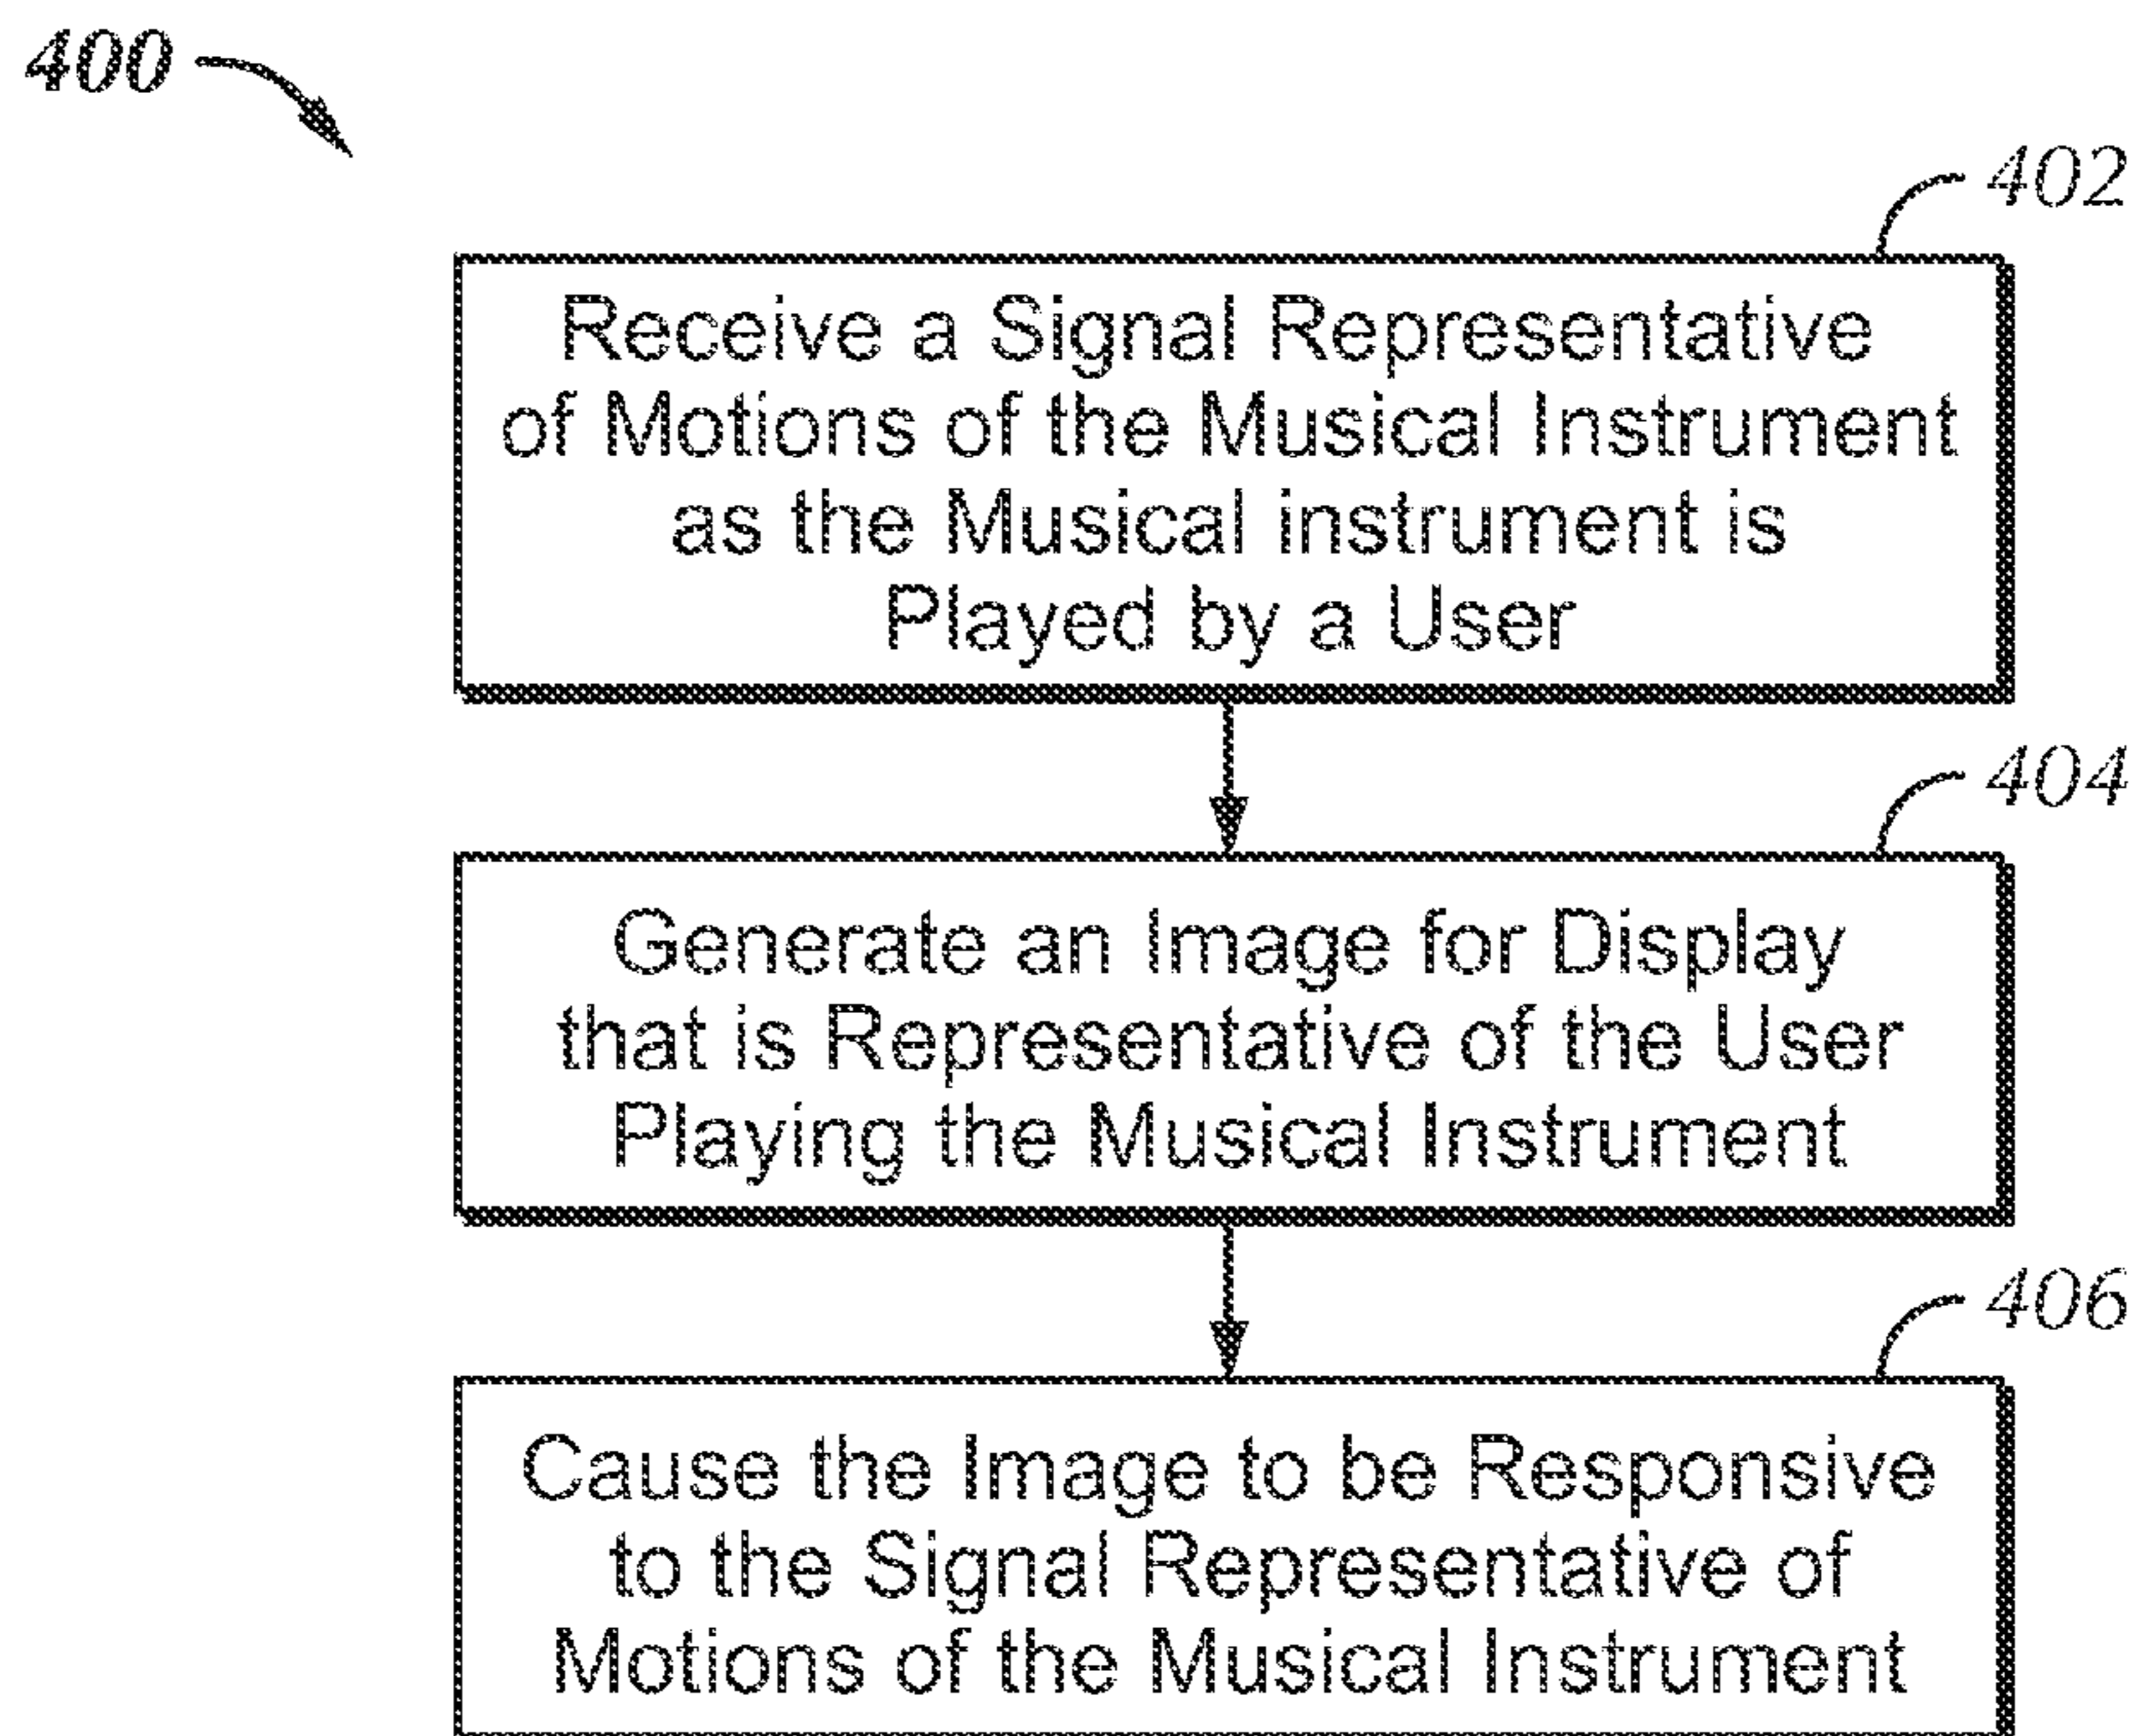 400
402
Receive a Signal Representative
of Motions of the Musical Instrument
as the Musical instrument is
Played by a User
404
Generate an Image for Display
that is Representative of the User
Playing the Musical Instrument
406
Cause the Image to be Responsive
to the Signal Representative of
Motions of the Musical Instrument